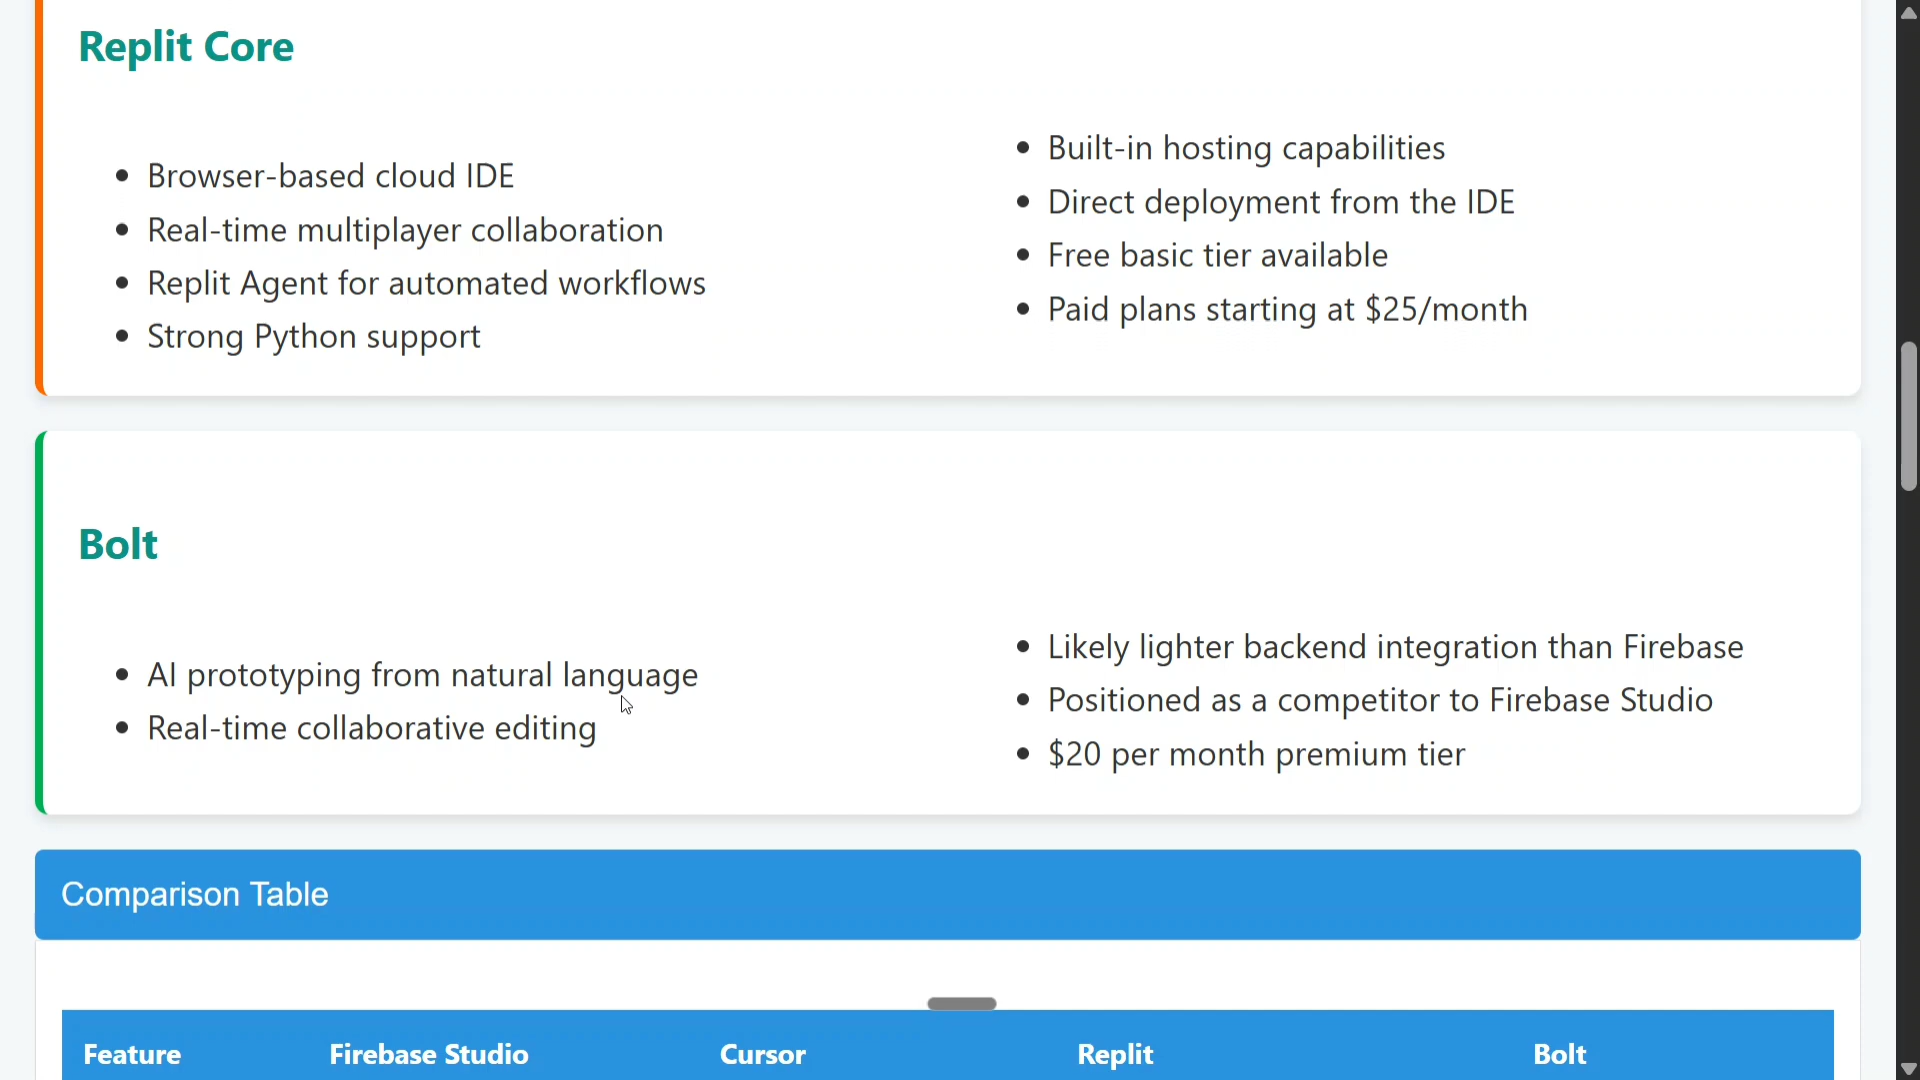 Replit Core
Browser-based cloud IDE
Real-time multiplayer collaboration
Replit Agent for automated workflows
Strong Python support
Built-in hosting capabilities
Direct deployment from the IDE
Free basic tier available
Paid plans starting at $25/month
Bolt
AI prototyping from natural language
Real-time collaborative editing
Likely lighter backend integration than Firebase
Positioned as a competitor to Firebase Studio
$20 per month premium tier
Comparison Table
Feature Firebase Studio Cursor Replit Bolt